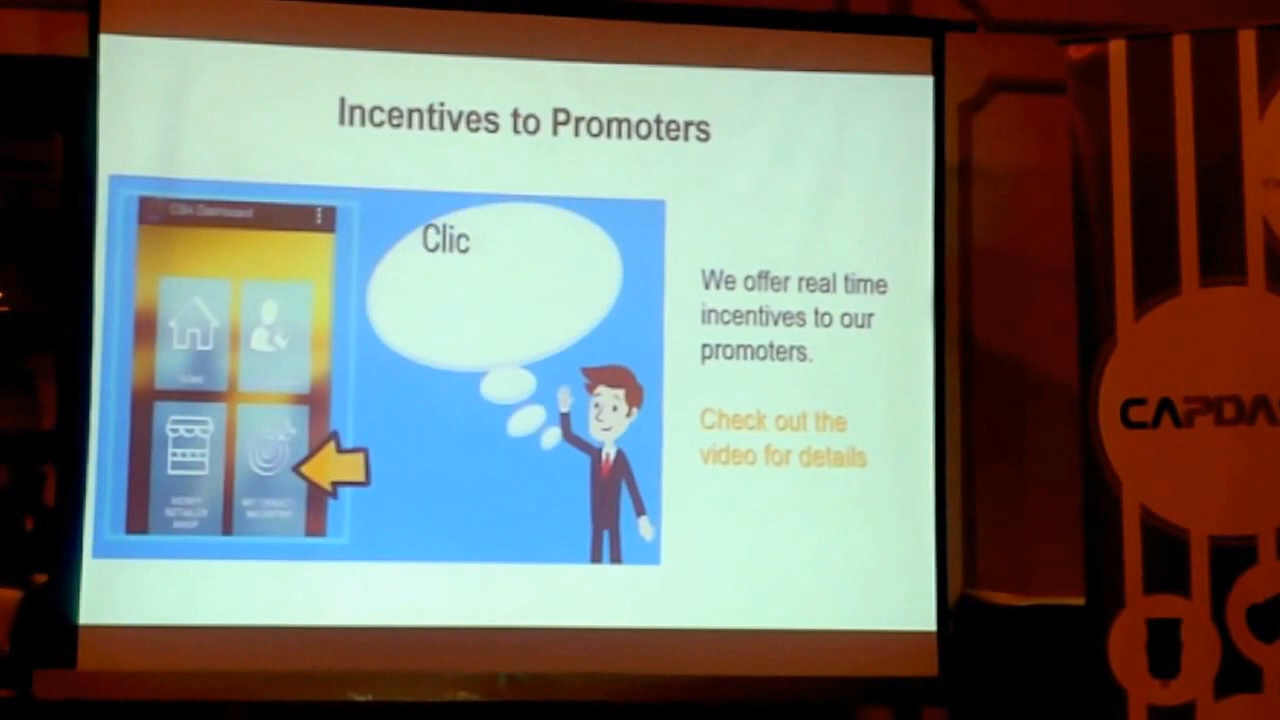 Incentives to Promoters
Clic
We offer real time
incentives to our
promoters.
Check out the
video for details
CAPDA